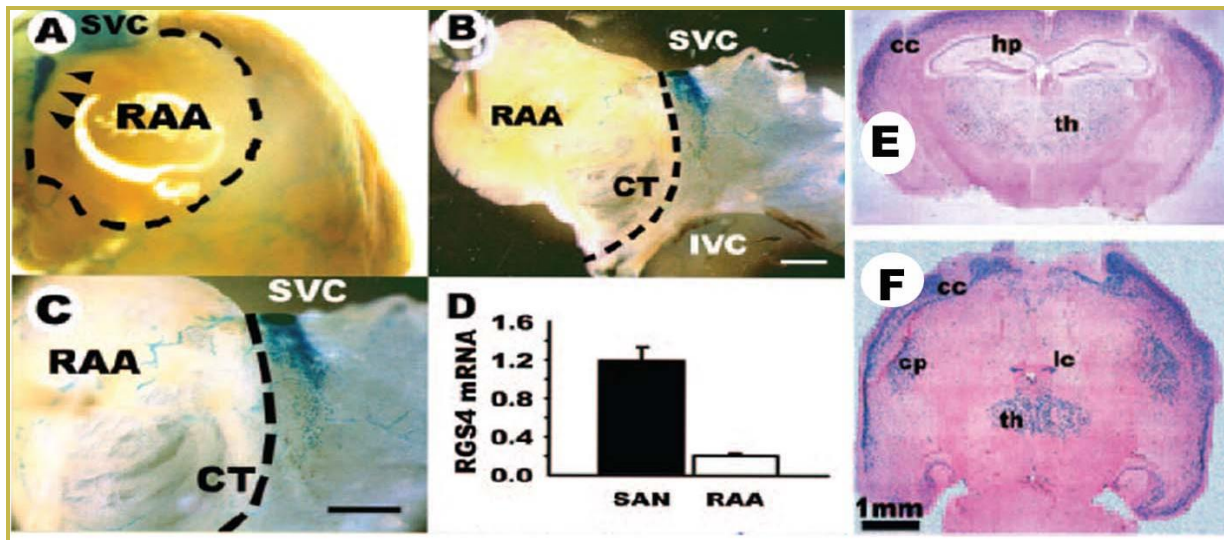 A
SVC
RAA
B
SVC
RAA
CT
IVC
C
SVC
RAA
CT
D
RGS4 mRNA
1.6
1.2
0.8
0.4
0.0
SAN
RAA
cc
hp
th
E
F
cc
cp
lc
th
1mm